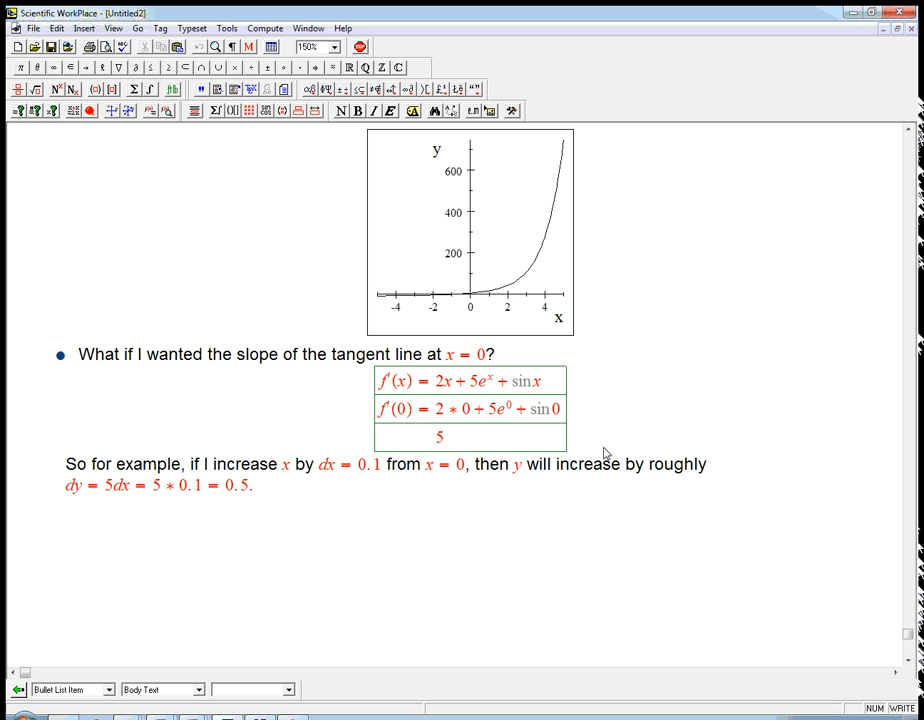 Scientific WorkPlace - [Untitled2]
File Edit Insert View Go Tag Typeset Tools Compute Window Help
150%
y
600
400
200
-4 -2 0 2 4
x
• What if I wanted the slope of the tangent line at x = 0?
f′(x) = 2x + 5eˣ + sin x
f′(0) = 2 * 0 + 5e⁰ + sin 0
5
So for example, if I increase x by dx = 0.1 from x = 0, then y will increase by roughly
dy = 5dx = 5 * 0.1 = 0.5.
Bullet List Item Body Text
NUM WRITE